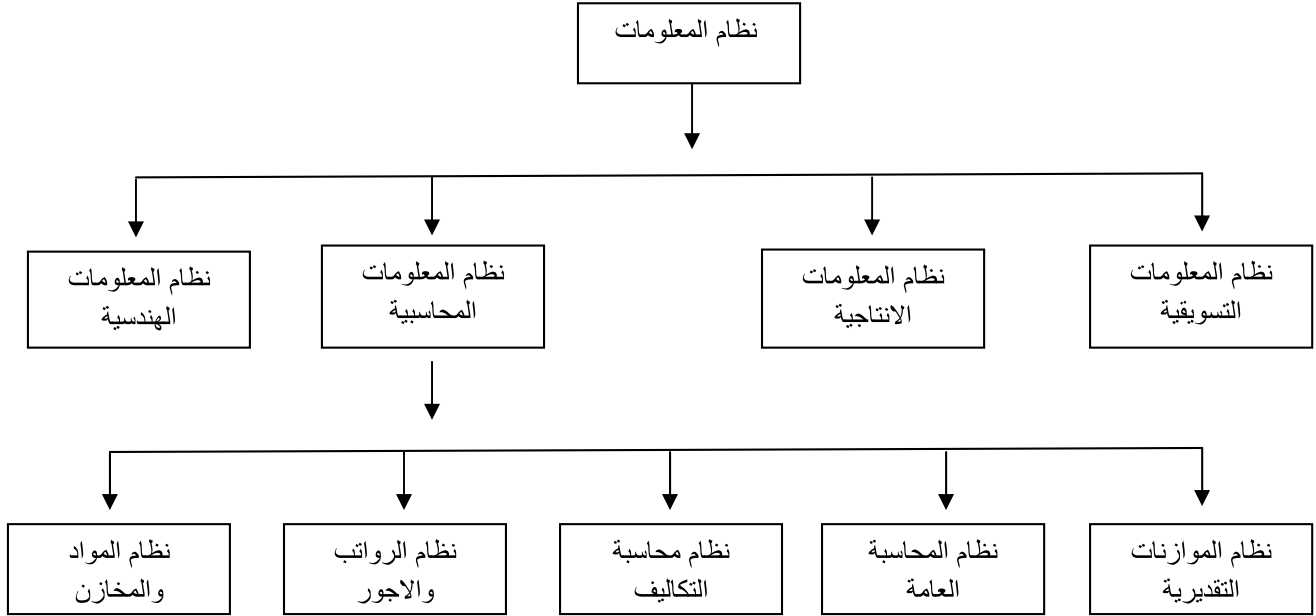 نظام المعلومات
نظام المعلومات
التسويقية
نظام المعلومات
الانتاجية
نظام المعلومات
المحاسبية
نظام المعلومات
الهندسية
نظام الموازنات
التقديرية
نظام المحاسبة
العامة
نظام محاسبة
التكاليف
نظام الرواتب
والاجور
نظام المواد
والمخازن